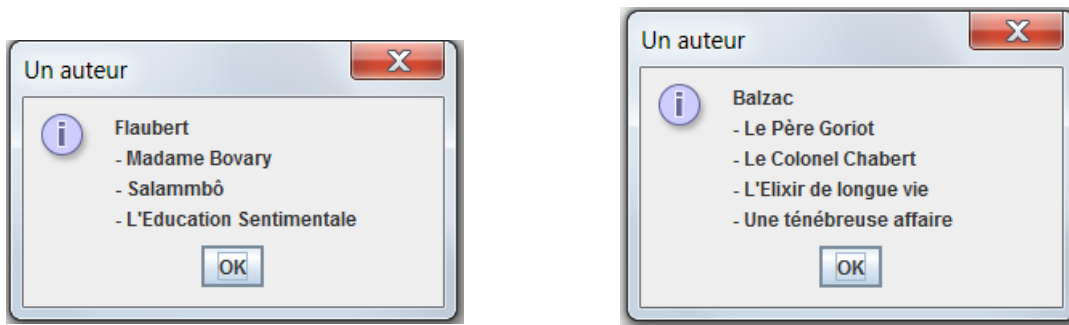 Un auteur
Flaubert
- Madame Bovary
- Salammbô
- L'Education Sentimentale
OK
Un auteur
Balzac
- Le Père Goriot
- Le Colonel Chabert
- L'Elixir de longue vie
- Une ténébreuse affaire
OK